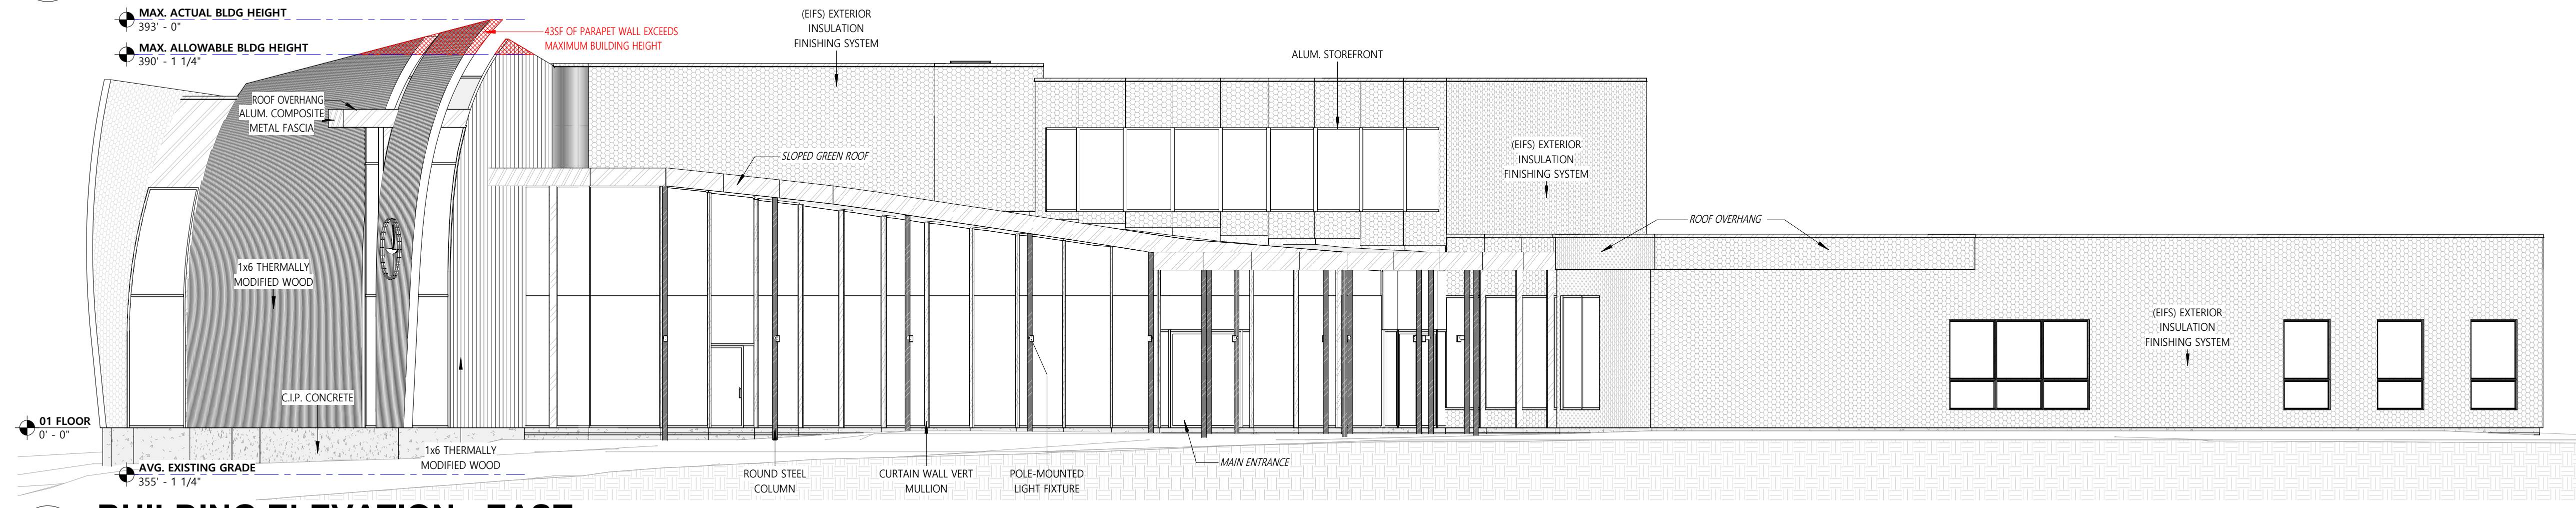 MAX. ACTUAL BLDG HEIGHT
393' - 0"
MAX. ALLOWABLE BLDG HEIGHT
390' - 1 1/4"
43SF OF PARAPET WALL EXCEEDS
MAXIMUM BUILDING HEIGHT
(EIFS) EXTERIOR
INSULATION
FINISHING SYSTEM
ALUM. STOREFRONT
ROOF OVERHANG
ALUM. COMPOSITE
METAL FASCIA
SLOPED GREEN ROOF
(EIFS) EXTERIOR
INSULATION
FINISHING SYSTEM
ROOF OVERHANG
1x6 THERMALLY
MODIFIED WOOD
(EIFS) EXTERIOR
INSULATION
FINISHING SYSTEM
C.I.P. CONCRETE
01 FLOOR
0' - 0"
1x6 THERMALLY
MODIFIED WOOD
AVG. EXISTING GRADE
355' - 1 1/4"
ROUND STEEL
COLUMN
CURTAIN WALL VERT
MULLION
POLE-MOUNTED
LIGHT FIXTURE
MAIN ENTRANCE
BUILDING ELEVATION - EAST